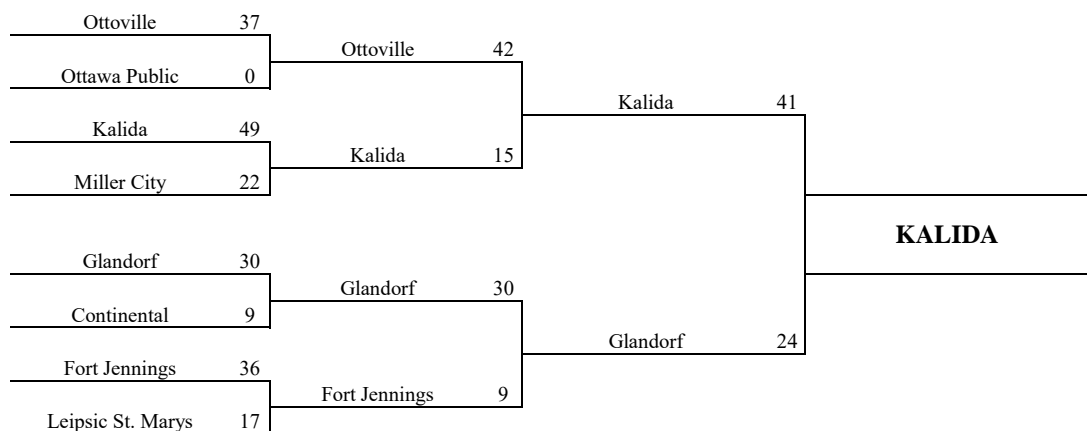 Ottoville 37
Ottoville 42
Ottawa Public 0
Kalida 41
Kalida 49
Kalida 15
Miller City 22
KALIDA
Glandorf 30
Glandorf 30
Continental 9
Glandorf 24
Fort Jennings 36
Fort Jennings 9
Leipsic St. Marys 17